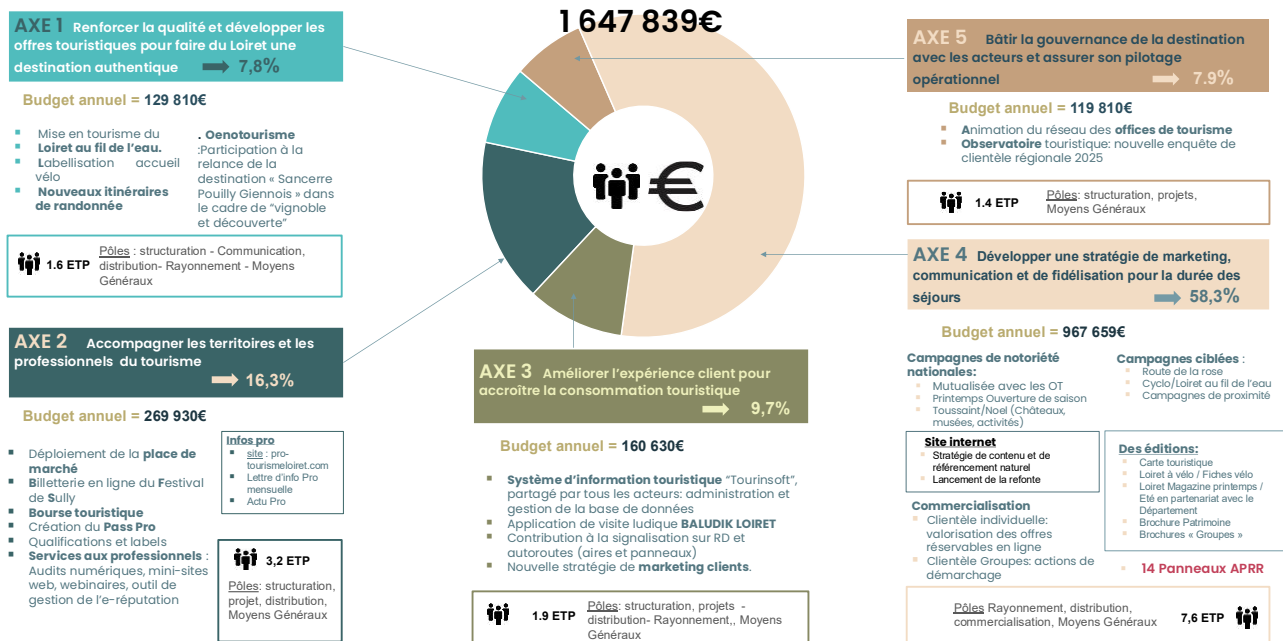 1 647 839€
AXE 1 Renforcer la qualité et développer les
offres touristiques pour faire du Loiret une
destination authentique 7,8%
Budget annuel = 129 810€
Mise en tourisme du
Loiret au fil de l'eau.
Labellisation accueil
vélo
Nouveaux itinéraires
de randonnée
. Oenotourisme
:Participation à la
relance de la
destination « Sancerre
Pouilly Giennois » dans
le cadre de "vignoble
et découverte"
1.6 ETP
Pôles : structuration - Communication,
distribution- Rayonnement - Moyens
Généraux
AXE 2 Accompagner les territoires et les
professionnels du tourisme
16,3%
Budget annuel = 269 930€
Déploiement de la place de
marché
Billetterie en ligne du Festival
de Sully
Bourse touristique
Création du Pass Pro
Qualifications et labels
Services aux professionnels :
Audits numériques, mini-sites
web, webinaires, outil de
gestion de l'e-réputation
Infos pro
site : pro-
tourismeloiret.com
Lettre d'info Pro
mensuelle
Actu Pro
3,2 ETP
Pôles: structuration,
projet, distribution,
Moyens Généraux
AXE 3 Améliorer l'expérience client pour
accroître la consommation touristique
9,7%
Budget annuel = 160 630€
Système d'information touristique "Tourinsoft",
partagé par tous les acteurs: administration et
gestion de la base de données
Application de visite ludique BALUDIK LOIRET
Contribution à la signalisation sur RD et
autoroutes (aires et panneaux)
Nouvelle stratégie de marketing clients.
1.9 ETP
Pôles: structuration, projets -
distribution- Rayonnement,, Moyens
Généraux
AXE 5 Bâtir la gouvernance de la destination
avec les acteurs et assurer son pilotage
opérationnel 7.9%
Budget annuel = 119 810€
Animation du réseau des offices de tourisme
Observatoire touristique: nouvelle enquête de
clientèle régionale 2025
1.4 ETP
Pôles: structuration, projets,
Moyens Généraux
AXE 4 Développer une stratégie de marketing,
communication et de fidélisation pour la durée des
séjours 58,3%
Budget annuel = 967 659€
Campagnes de notoriété
nationales:
Mutualisée avec les OT
Printemps Ouverture de saison
Toussaint/Noel (Châteaux,
musées, activités)
Campagnes ciblées :
Route de la rose
Cyclo/Loiret au fil de l'eau
Campagnes de proximité
Site internet
Stratégie de contenu et de
référencement naturel
Lancement de la refonte
Commercialisation
Clientèle individuelle:
valorisation des offres
réservables en ligne
Clientèle Groupes: actions de
démarchage
Des éditions:
Carte touristique
Loiret à vélo / Fiches vélo
Loiret Magazine printemps /
Eté en partenariat avec le
Département
Brochure Patrimoine
Brochures « Groupes »
14 Panneaux APRR
Pôles Rayonnement, distribution,
commercialisation, Moyens Généraux
7,6 ETP